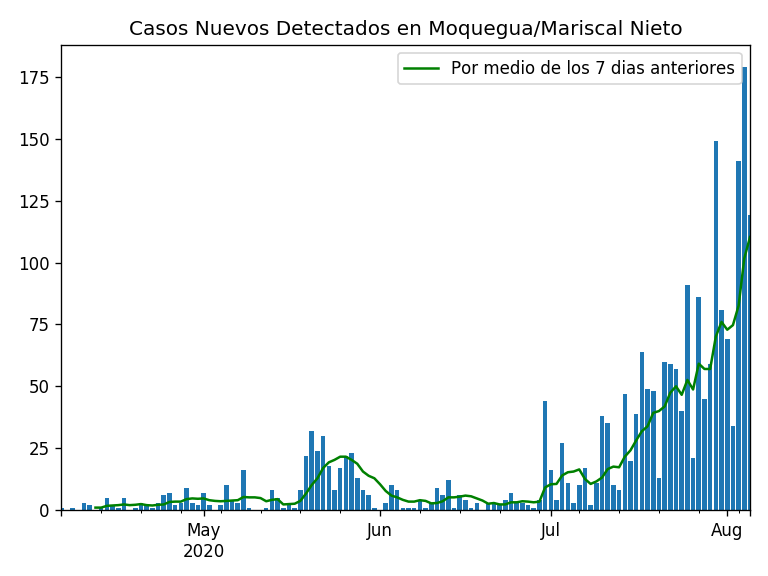 Casos Nuevos Detectados en Moquegua/Mariscal Nieto
Por medio de los 7 dias anteriores
175
150
125
100
75
50
25
0
May
2020
Jun
Jul
Aug